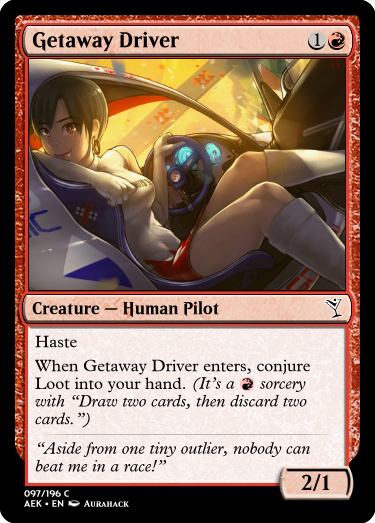 Getaway Driver 1
Creature — Human Pilot
Haste
When Getaway Driver enters, conjure
Loot into your hand. (It's a sorcery
with “Draw two cards, then discard two
cards.”)
“Aside from one tiny outlier, nobody can
beat me in a race!”
2/1
097/196 C
AEK • EN AURAHACK